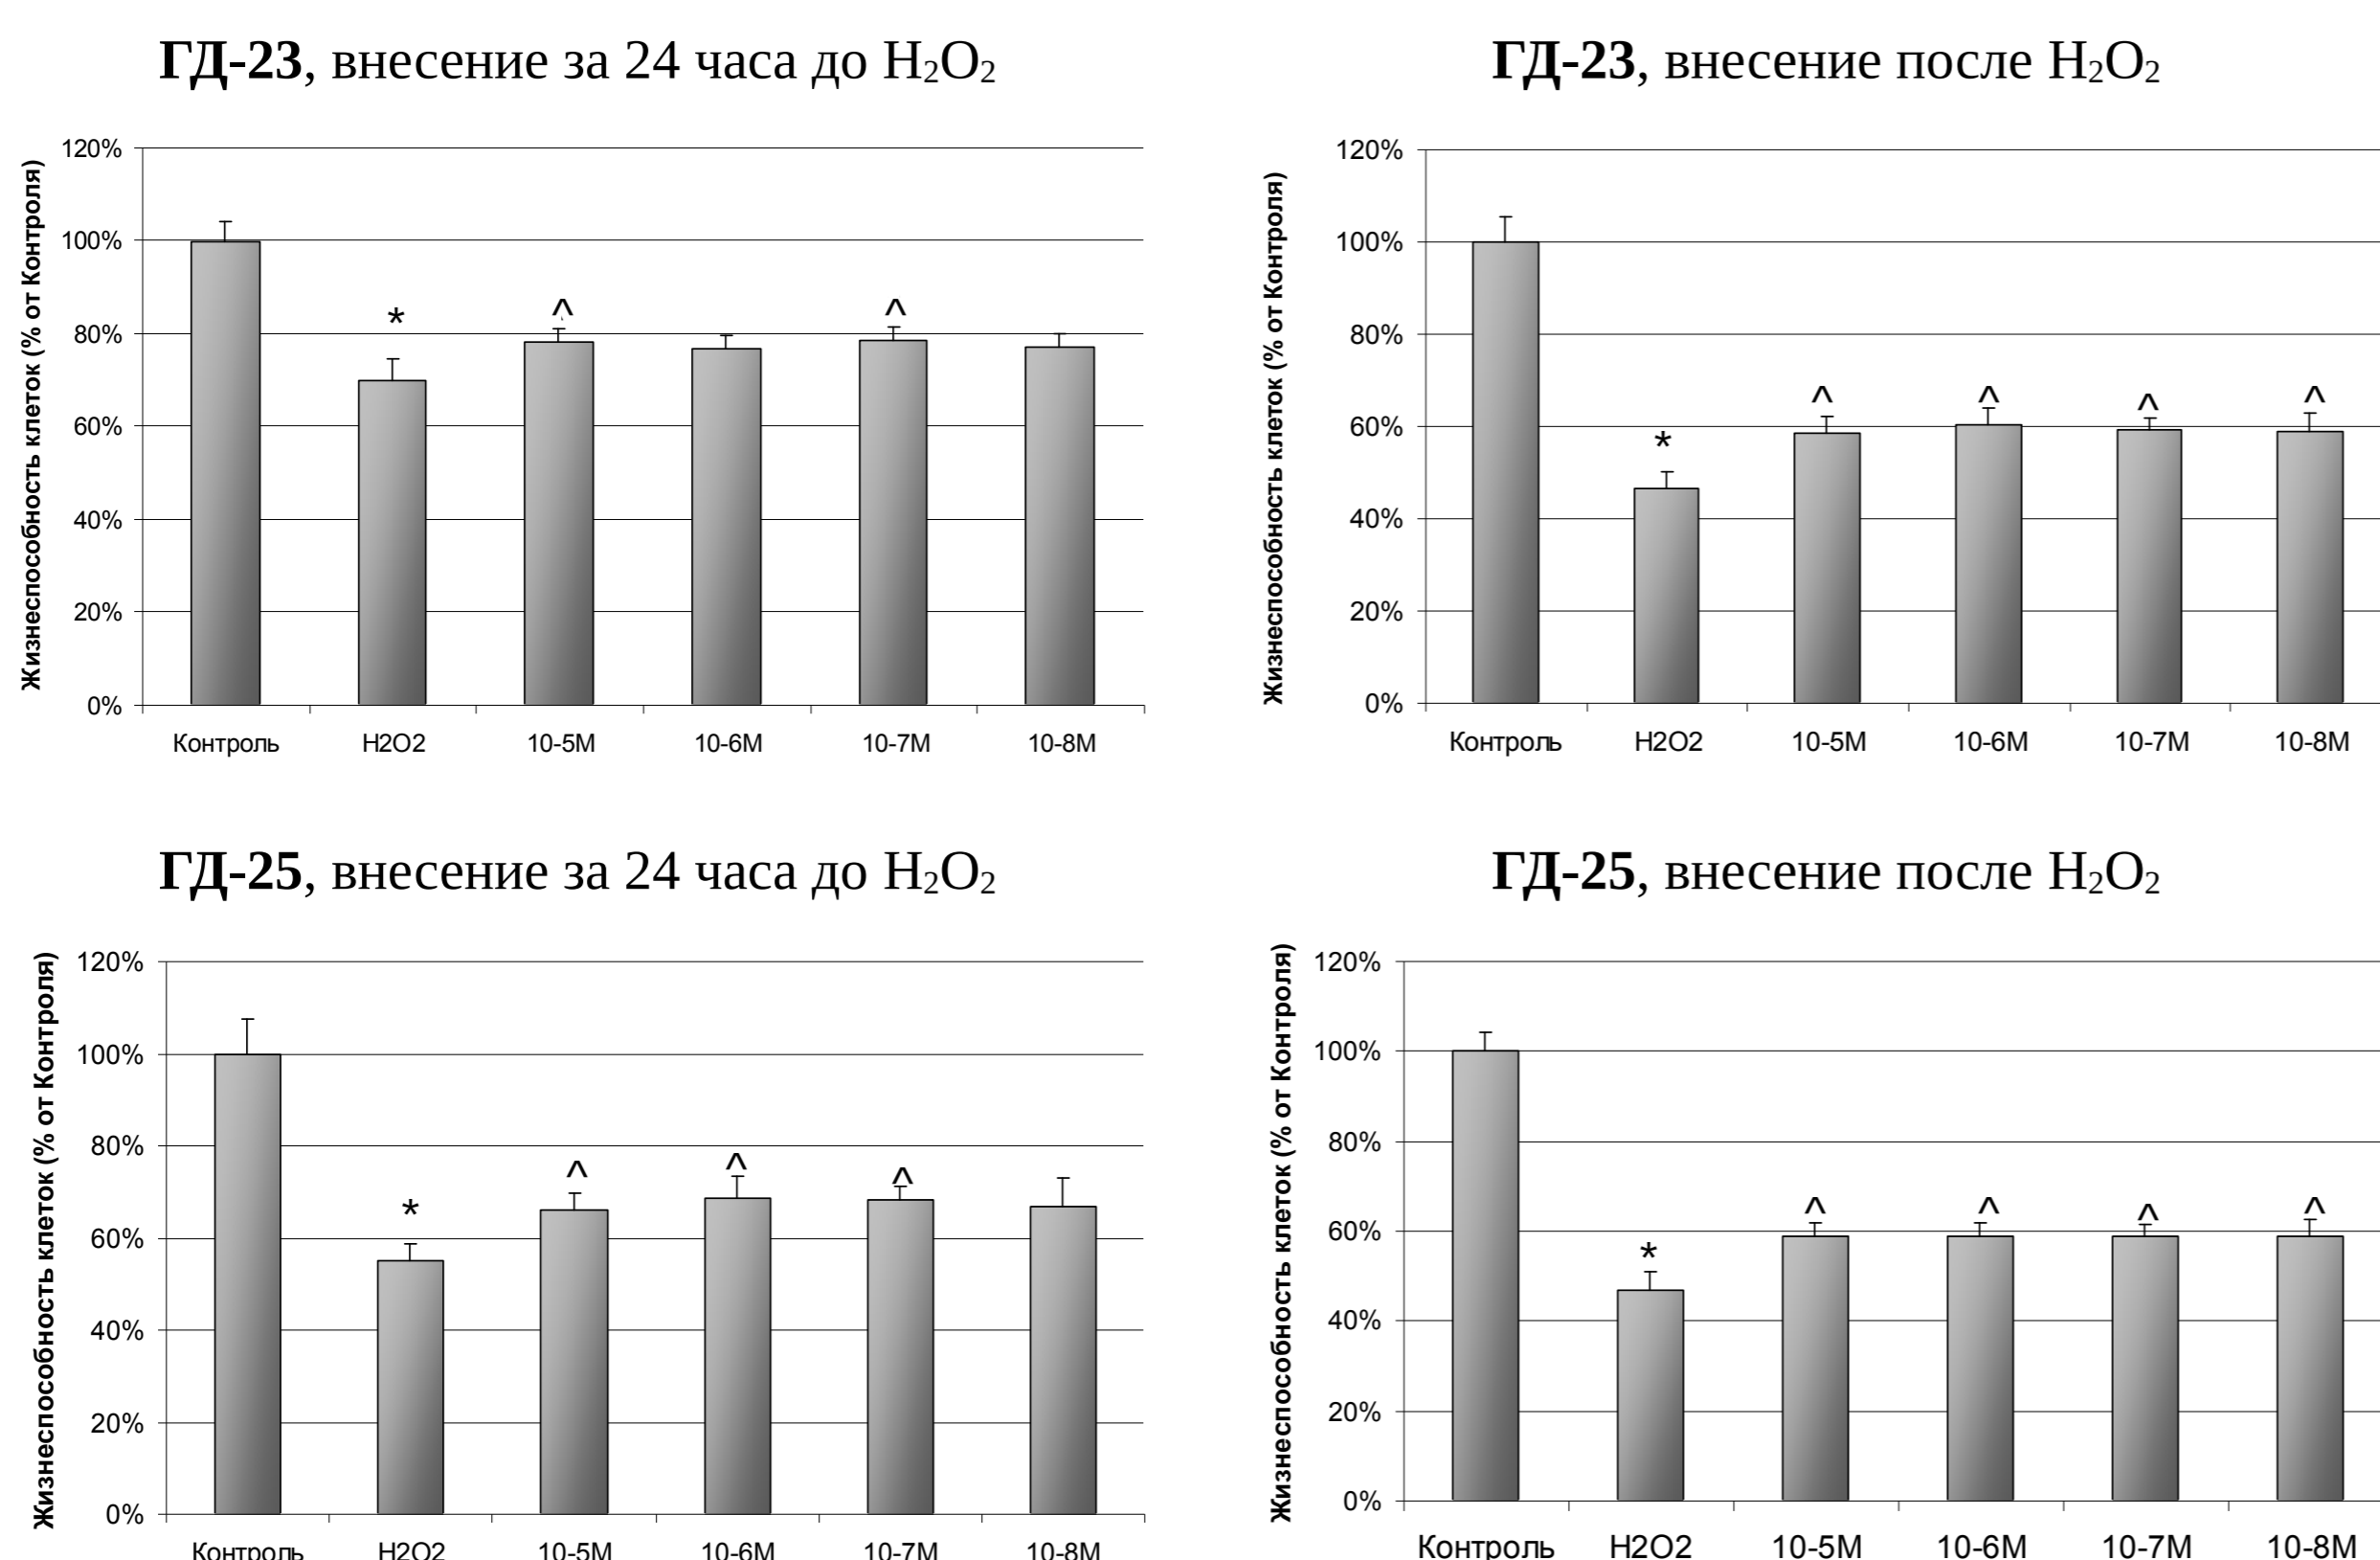 ГД-23, внесение за 24 часа до H₂O₂
Жизнеспособность клеток (% от Контроля)
120%
100%
80%
60%
40%
20%
0%
*
^
^
Контроль H2O2 10-5M 10-6M 10-7M 10-8M
ГД-23, внесение после H₂O₂
Жизнеспособность клеток (% от Контроля)
120%
100%
80%
60%
40%
20%
0%
*
^ ^ ^ ^
Контроль H2O2 10-5M 10-6M 10-7M 10-8M
ГД-25, внесение за 24 часа до H₂O₂
Жизнеспособность клеток (% от Контроля)
120%
100%
80%
60%
40%
20%
0%
*
^ ^ ^
Контроль H2O2 10-5M 10-6M 10-7M 10-8M
ГД-25, внесение после H₂O₂
Жизнеспособность клеток (% от Контроля)
120%
100%
80%
60%
40%
20%
0%
*
^ ^ ^ ^
Контроль H2O2 10-5M 10-6M 10-7M 10-8M